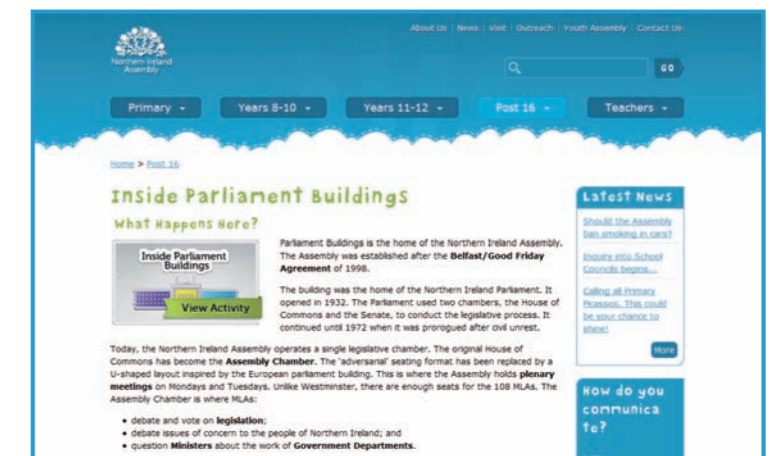 About Us | News | Visit | Outreach | Youth Assembly | Contact Us
Northern Ireland
Assembly
GO
Primary
Years 8-10
Years 11-12
Post 16
Teachers
Home > Post 16
Inside Parliament Buildings
What Happens Here?
Inside Parliament
Buildings
View Activity
Parliament Buildings is the home of the Northern Ireland Assembly.
The Assembly was established after the Belfast/Good Friday
Agreement of 1998.
The building was the home of the Northern Ireland Parliament. It
opened in 1932. The Parliament used two chambers, the House of
Commons and the Senate, to conduct the legislative process. It
continued until 1972 when it was prorogued after civil unrest.
Today, the Northern Ireland Assembly operates a single legislative chamber. The original House of
Commons has become the Assembly Chamber. The 'adversarial' seating format has been replaced by a
U-shaped layout inspired by the European parliament building. This is where the Assembly holds plenary
meetings on Mondays and Tuesdays. Unlike Westminster, there are enough seats for the 108 MLAs. The
Assembly Chamber is where MLAs:
• debate and vote on legislation;
• debate issues of concern to the people of Northern Ireland; and
• question Ministers about the work of Government Departments.
Latest News
Should the Assembly
ban smoking in cars?
Inquiry into School
Councils begins...
Calling all Primary
Picassos. This could
be your chance to
shine!
More
How do you
communica
te?